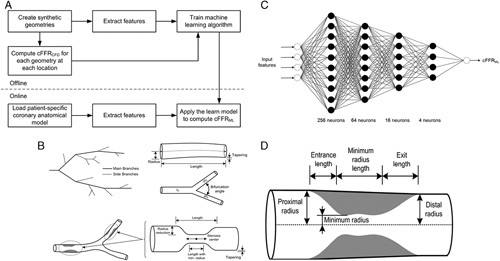 A
Create synthetic
geometries
Extract features
Train machine
learning algorithm
Compute cFFRCFD for
each geometry at
each location
Offline
Online
Load patient-specific
coronary anatomical
model
Extract features
Apply the learn model
to compute cFFRML
B
Main Branches
Side Branches
Radius
Length
Tapering
Bifurcation
angle
Length
Radius
reduction
Stenosis
center
Length with
min. radius
Tapering
C
Input
features
cFFRML
256 neurons
64 neurons
16 neurons
4 neurons
D
Entrance
length
Minimum
radius length
Exit
length
Proximal
radius
Minimum radius
Distal
radius